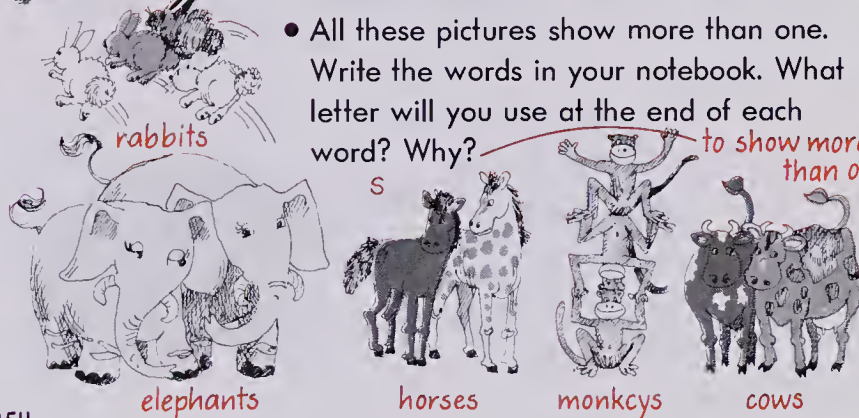 • All these pictures show more than one.
Write the words in your notebook. What
letter will you use at the end of each
word? Why?
to show mor
than o
s
rabbits
elephants
horses
monkcys
cows